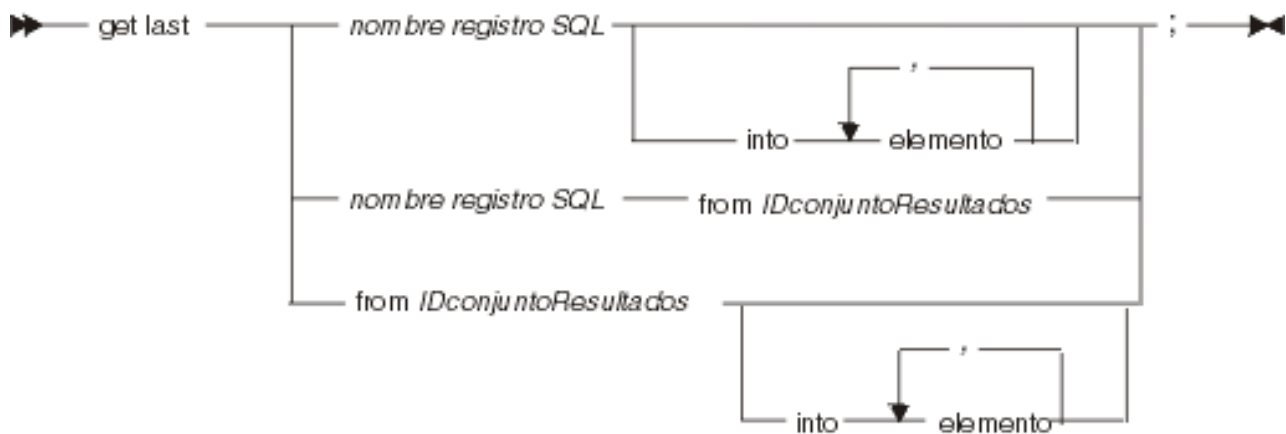 get last nombre registro SQL ;
,
into elemento
nombre registro SQL from IDconjuntoResultados
from IDconjuntoResultados
,
into elemento